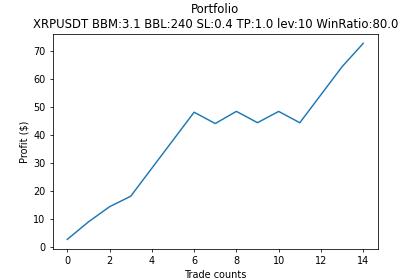 Portfolio
XRPUSDT BBM:3.1 BBL:240 SL:0.4 TP:1.0 lev:10 WinRatio:80.0
70
60
50
40
30
20
10
0
Profit ($)
0 2 4 6 8 10 12 14
Trade counts